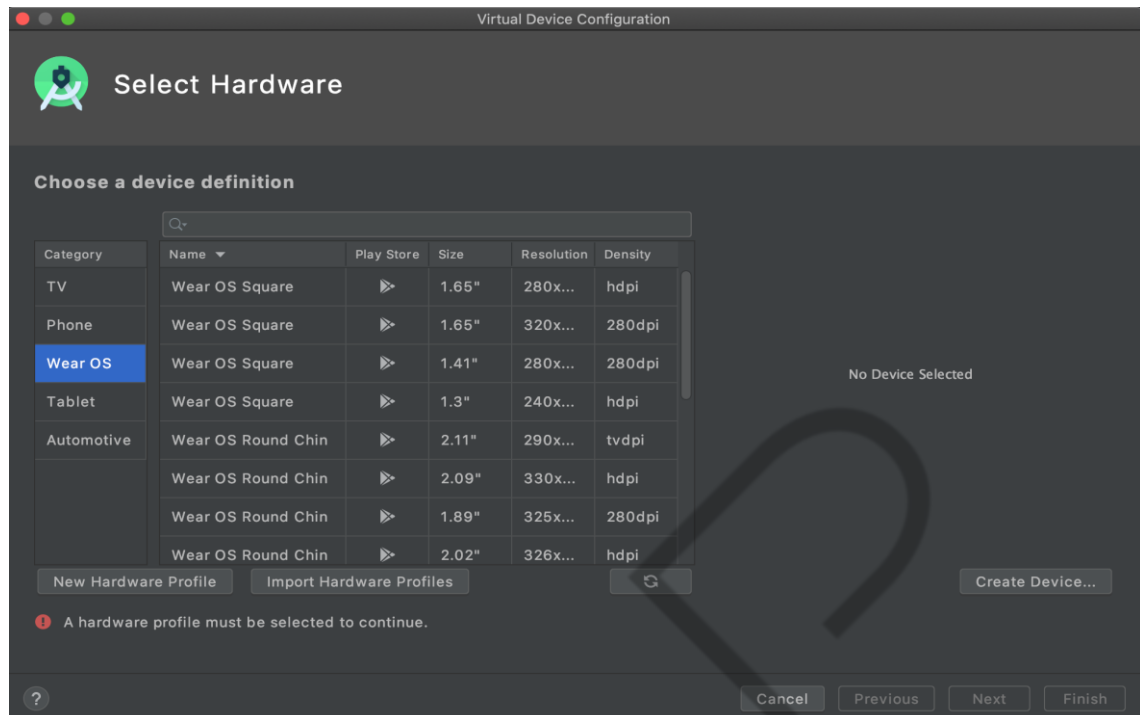 Virtual Device Configuration
Select Hardware
Choose a device definition
Category
TV
Phone
Wear OS
Tablet
Automotive
Name Play Store Size Resolution Density
Wear OS Square 1.65" 280x... hdpi
Wear OS Square 1.65" 320x... 280dpi
Wear OS Square 1.41" 280x... 280dpi
Wear OS Square 1.3" 240x... hdpi
Wear OS Round Chin 2.11" 290x... tvdpi
Wear OS Round Chin 2.09" 330x... hdpi
Wear OS Round Chin 1.89" 325x... 280dpi
Wear OS Round Chin 2.02" 326x... hdpi
No Device Selected
New Hardware Profile Import Hardware Profiles Create Device...
A hardware profile must be selected to continue.
? Cancel Previous Next Finish